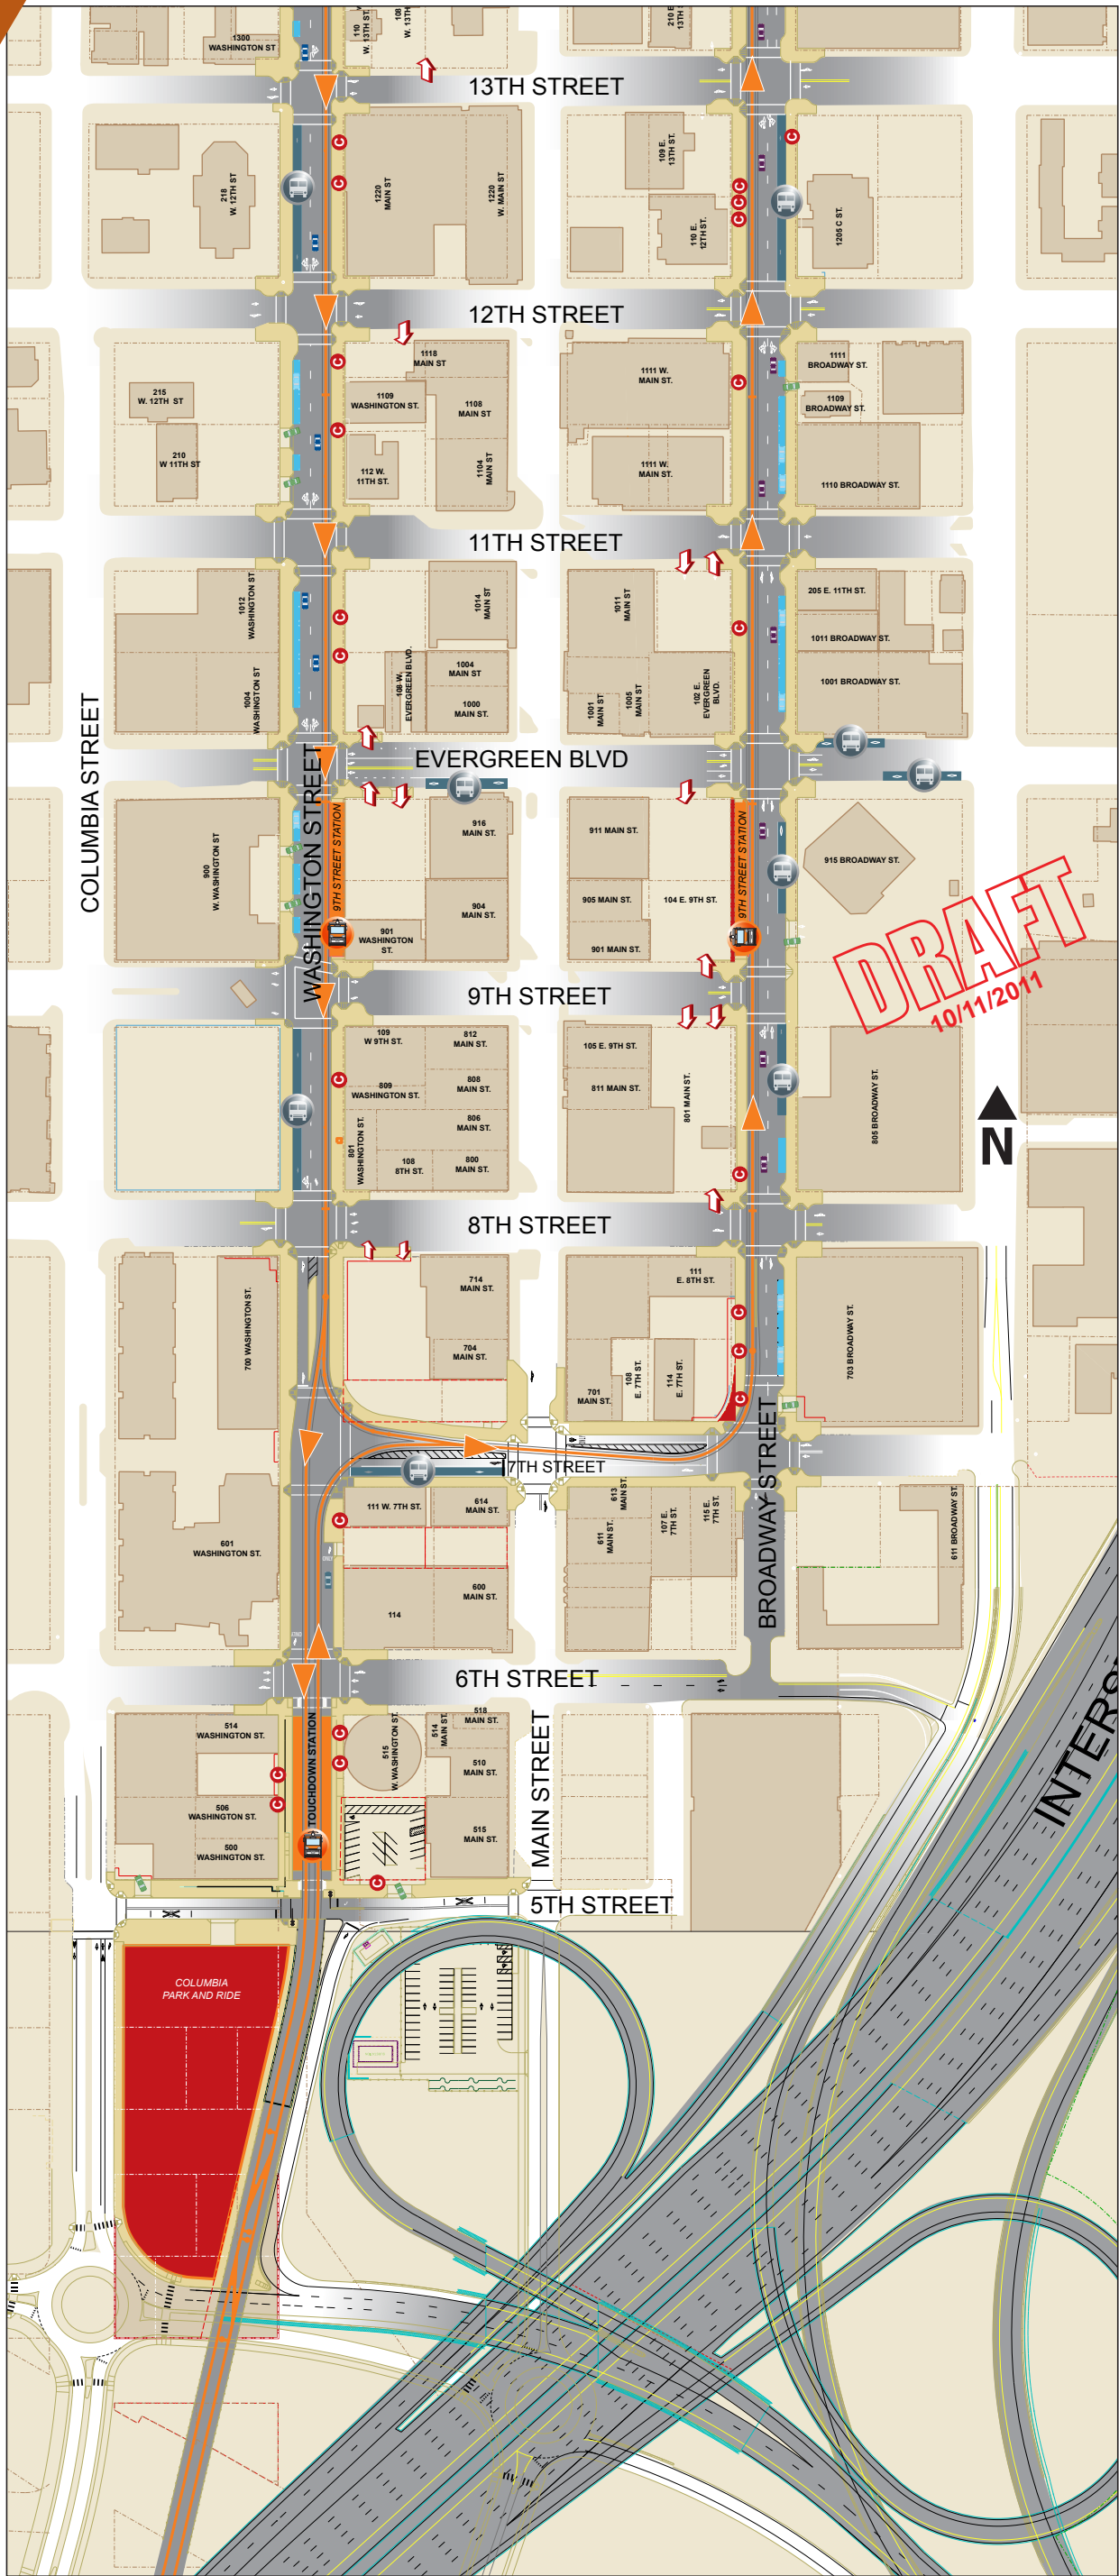 1300
WASHINGTON ST
110
W. 13TH ST.
108
W. 13TH
210 E
13TH
13TH STREET
218
W. 12TH ST
1220
MAIN ST
1220
W. MAIN ST
109 E.
13TH ST.
110 E.
12TH ST.
1205 C ST.
C
C
C
C
C
C
12TH STREET
215
W. 12TH ST
210
W 11TH ST
1118
MAIN ST
1109
WASHINGTON ST.
1108
MAIN ST
112 W.
11TH ST.
1104
MAIN ST
1111 W.
MAIN ST.
1111 W.
MAIN ST.
1111
BROADWAY ST.
1109
BROADWAY ST.
1110 BROADWAY ST.
C
C
C
11TH STREET
1012
WASHINGTON ST
1004
WASHINGTON ST
1014
MAIN ST
108 W.
EVERGREEN BLVD.
1004
MAIN ST
1000
MAIN ST.
1011
MAIN ST
1001
MAIN ST
1005
MAIN ST
102 E.
EVERGREEN
BLVD.
205 E. 11TH ST.
1011 BROADWAY ST.
1001 BROADWAY ST.
C
C
C
COLUMBIA STREET
WASHINGTON STREET
EVERGREEN BLVD
900
W. WASHINGTON ST
9TH STREET STATION
916
MAIN ST.
904
MAIN ST.
901
WASHINGTON
ST.
911 MAIN ST.
905 MAIN ST.
104 E. 9TH ST.
901 MAIN ST.
9TH STREET STATION
915 BROADWAY ST.
DRAFT
10/11/2011
9TH STREET
109
W 9TH ST.
812
MAIN ST.
809
WASHINGTON ST.
808
MAIN ST.
806
MAIN ST.
801
WASHINGTON ST.
108
8TH ST.
800
MAIN ST.
105 E. 9TH ST.
811 MAIN ST.
801 MAIN ST.
805 BROADWAY ST.
C
C
N
8TH STREET
700 WASHINGTON ST.
714
MAIN ST.
704
MAIN ST.
111
E. 8TH ST.
701
MAIN ST.
108
E. 7TH ST.
114
E. 7TH ST.
703 BROADWAY ST.
C
C
C
7TH STREET
BROADWAY STREET
601
WASHINGTON ST.
111 W. 7TH ST.
614
MAIN ST.
600
MAIN ST.
114
613
MAIN ST.
611
MAIN ST.
107 E.
7TH ST.
115 E.
7TH ST.
611 BROADWAY ST.
C
ONLY
6TH STREET
514
WASHINGTON ST.
506
WASHINGTON ST.
500
WASHINGTON ST.
TOUCHDOWN STATION
515
W. WASHINGTON ST.
514
MAIN ST.
518
MAIN ST.
510
MAIN ST.
515
MAIN ST.
C
C
C
C
C
MAIN STREET
INTERS
5TH STREET
COLUMBIA
PARK AND RIDE